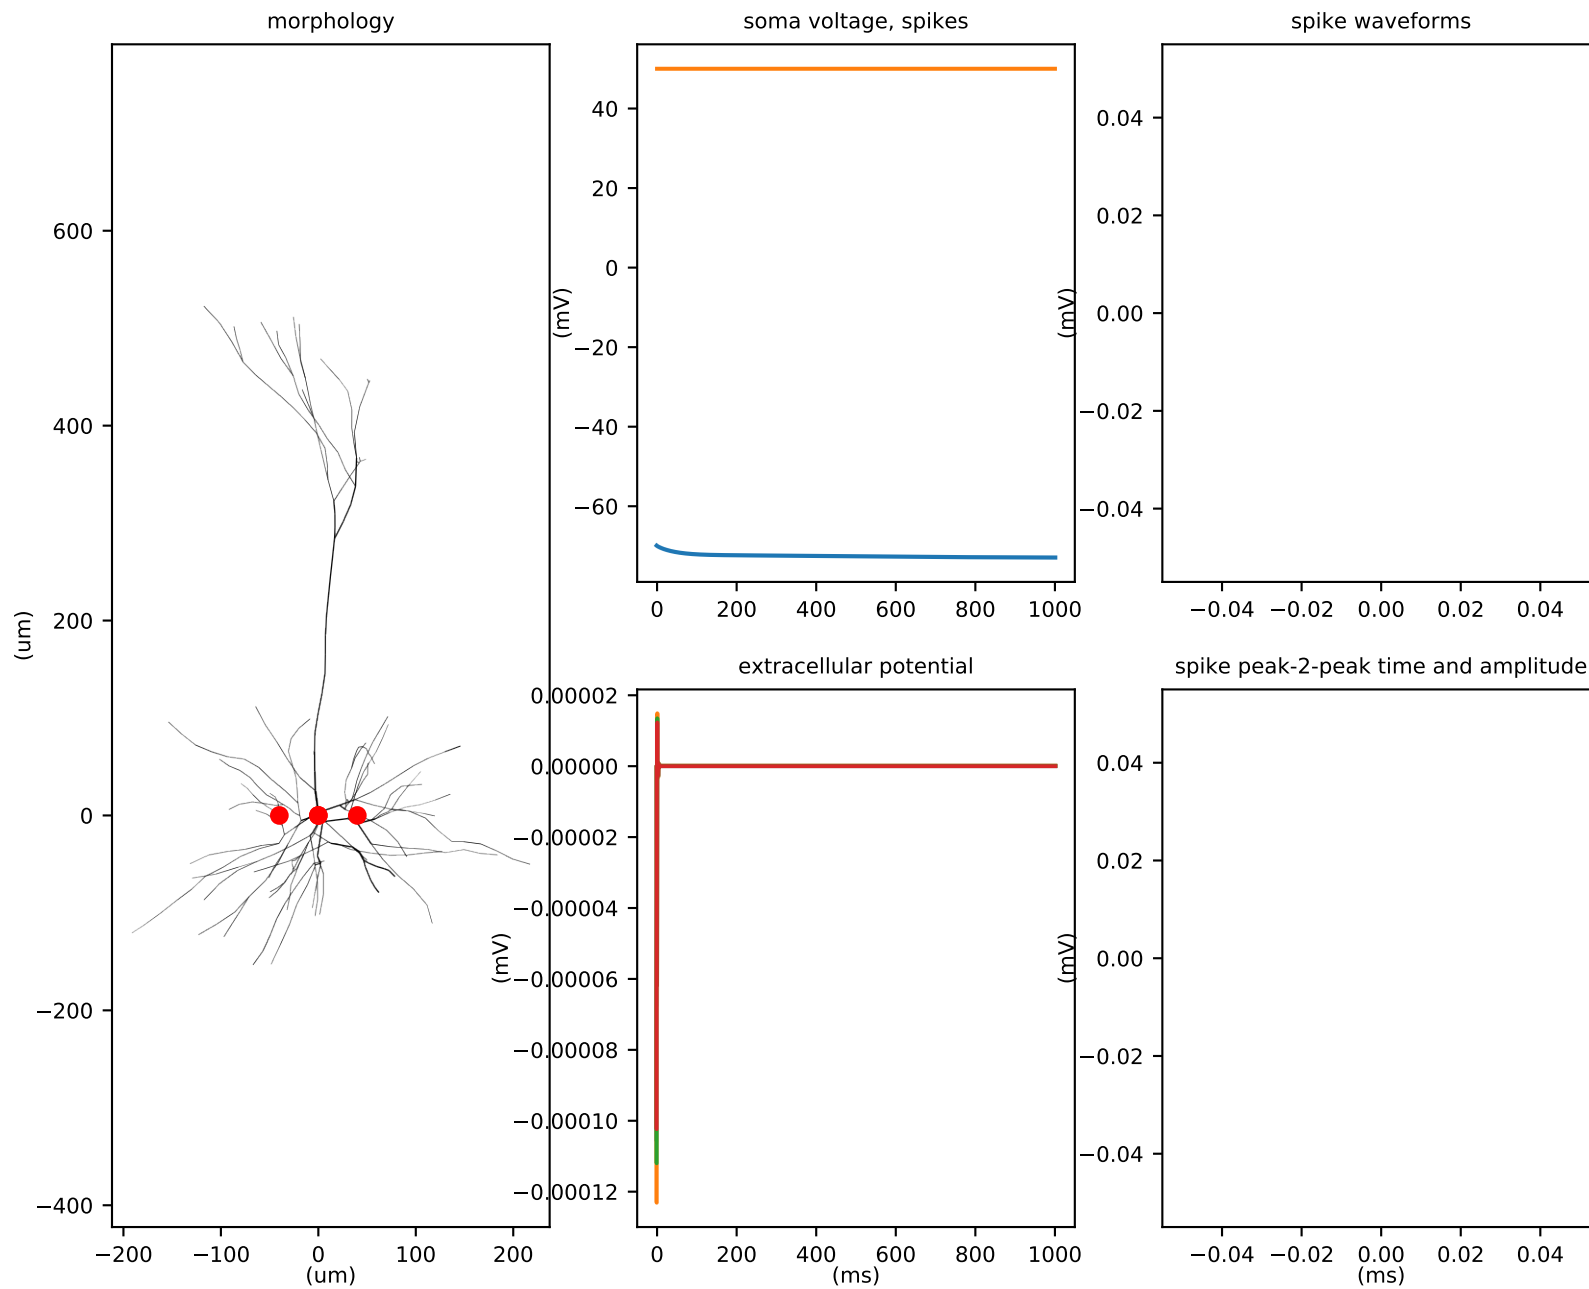 morphology
600
400
200
0
−200
−400
(um)
−200 −100 0 100 200
(um)
soma voltage, spikes
40
20
0
−20
−40
−60
(mV)
0 200 400 600 800 1000
spike waveforms
0.04
0.02
0.00
−0.02
−0.04
(mV)
−0.04 −0.02 0.00 0.02 0.04
extracellular potential
0.00002
0.00000
−0.00002
−0.00004
−0.00006
−0.00008
−0.00010
−0.00012
(mV)
0 200 400 600 800 1000
(ms)
spike peak-2-peak time and amplitude
0.04
0.02
0.00
−0.02
−0.04
(mV)
−0.04 −0.02 0.00 0.02 0.04
(ms)